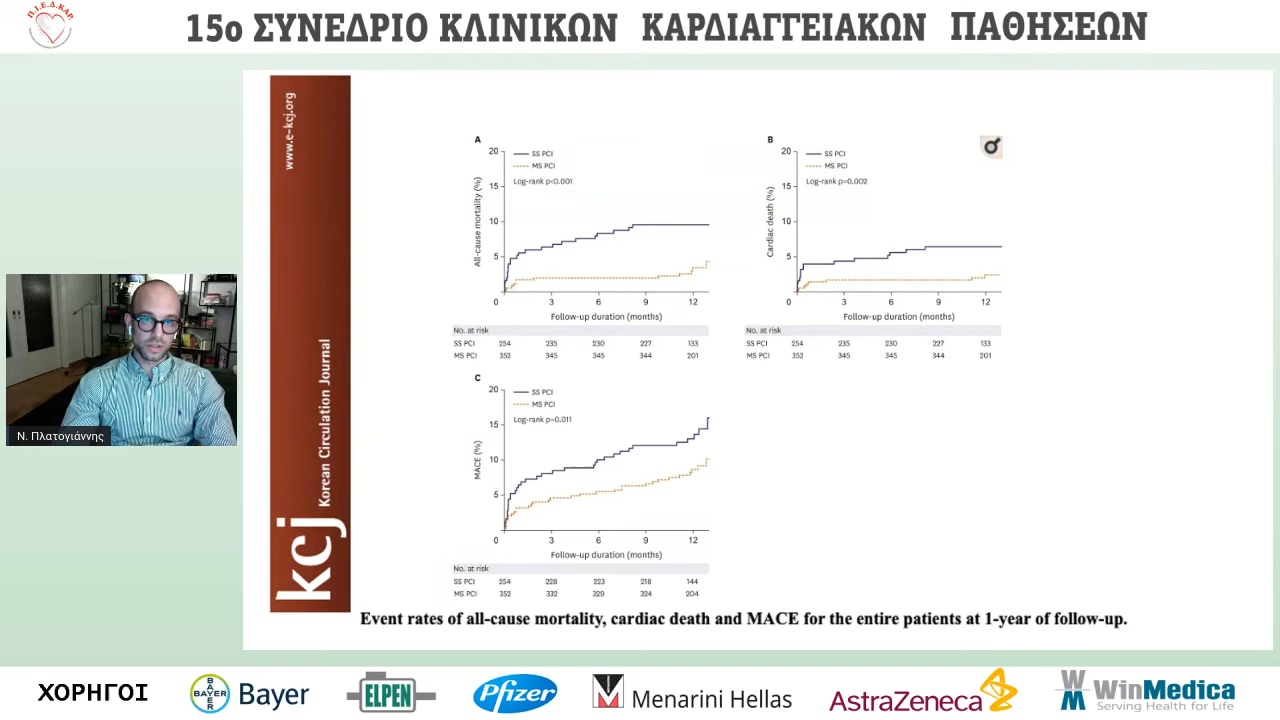 Π.Ι.Ε.Δ.ΚΑΡ.
15ο ΣΥΝΕΔΡΙΟ ΚΛΙΝΙΚΩΝ ΚΑΡΔΙΑΓΓΕΙΑΚΩΝ ΠΑΘΗΣΕΩΝ
www.e-kcj.org
kcj Korean Circulation Journal
A
SS PCI
MS PCI
Log-rank p<0.001
All-cause mortality (%)
20
15
10
5
0 3 6 9 12
Follow-up duration (months)
No. at risk
SS PCI 254 235 230 227 133
MS PCI 352 345 345 344 201
B
SS PCI
MS PCI
Log-rank p=0.002
Cardiac death (%)
20
15
10
5
0 3 6 9 12
Follow-up duration (months)
No. at risk
SS PCI 254 235 230 227 133
MS PCI 352 345 345 344 201
C
SS PCI
MS PCI
Log-rank p=0.011
MACE (%)
20
15
10
5
0 3 6 9 12
Follow-up duration (months)
No. at risk
SS PCI 254 228 223 218 144
MS PCI 352 332 329 324 204
Event rates of all-cause mortality, cardiac death and MACE for the entire patients at 1-year of follow-up.
Ν. Πλατογιάννης
ΧΟΡΗΓΟΙ
BAYER
BAYER
Bayer
ELPEN
Pfizer
Menarini Hellas
AstraZeneca
WinMedica
Serving Health for Life